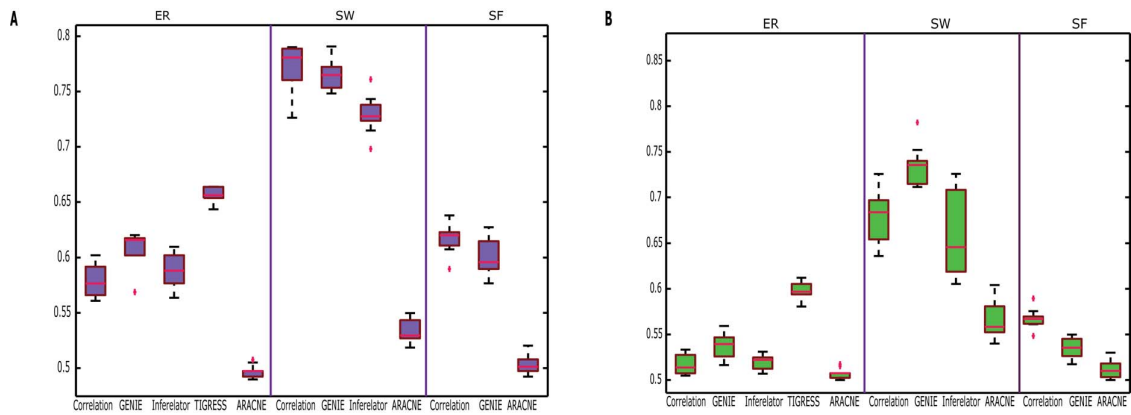 A
ER SW SF
0.8
0.75
0.7
0.65
0.6
0.55
0.5
Correlation GENIE Inferelator TIGRESS ARACNE Correlation GENIE Inferelator ARACNE Correlation GENIE ARACNE
B
ER SW SF
0.85
0.8
0.75
0.7
0.65
0.6
0.55
0.5
Correlation GENIE Inferelator TIGRESS ARACNE Correlation GENIE Inferelator ARACNE Correlation GENIE ARACNE